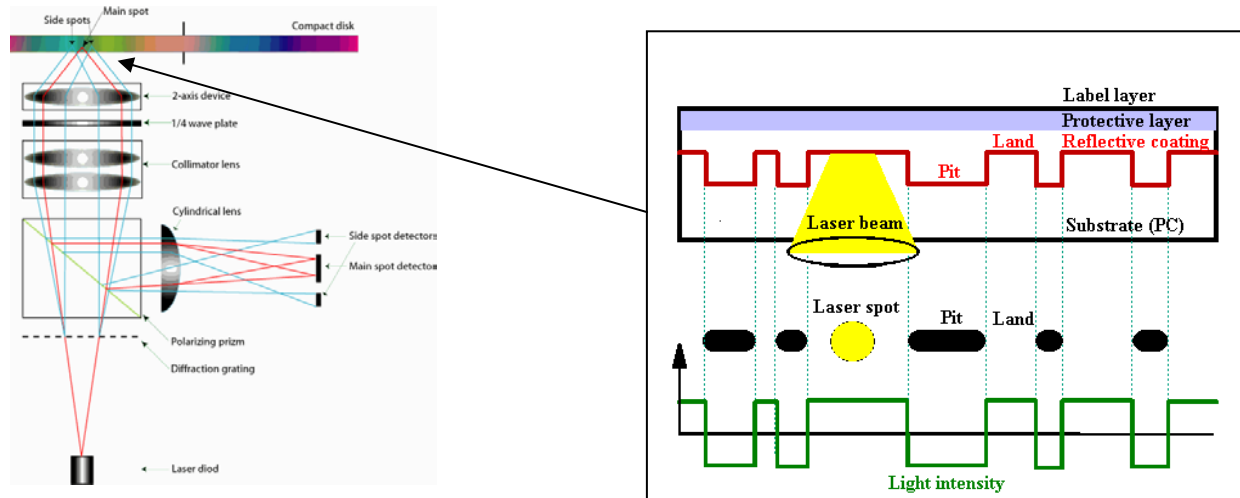 Side spots
Main spot
Compact disk
2-axis device
1/4 wave plate
Collimator lens
Cylindrical lens
Side spot detectors
Main spot detector
Polarizing prizm
Diffraction grating
Laser diod
Label layer
Protective layer
Land
Reflective coating
Pit
Laser beam
Substrate (PC)
Laser spot
Pit
Land
Light intensity